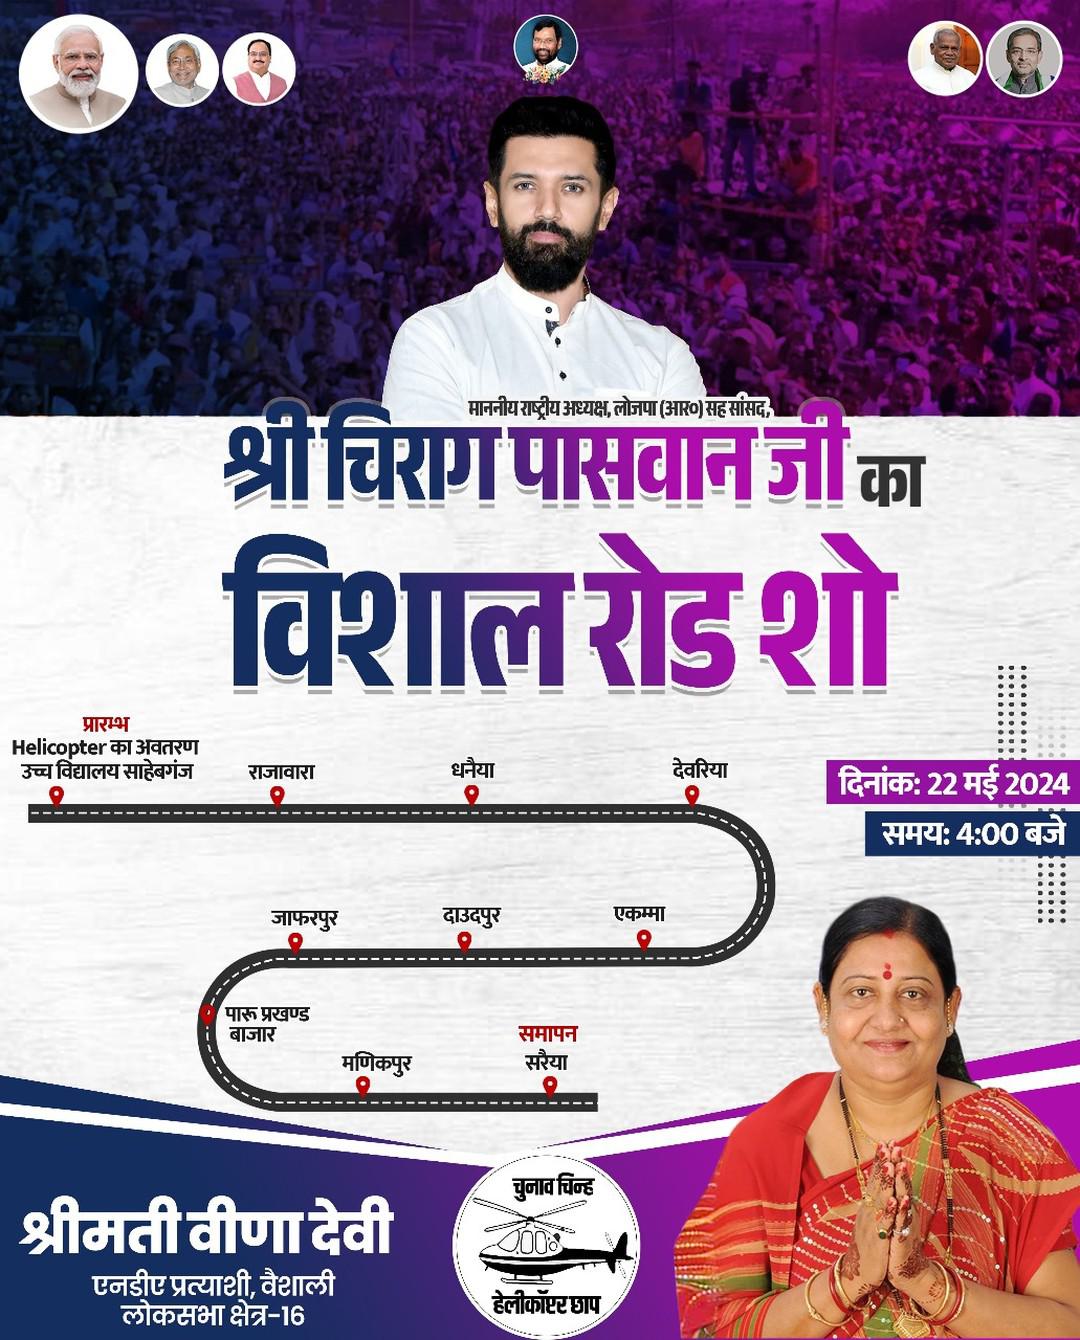 माननीय राष्ट्रीय अध्यक्ष, लोजपा (आर०) सह सांसद,
श्री चिराग पासवान जी का
विशाल रोड शो
प्रारम्भ
Helicopter का अवतरण
उच्च विद्यालय साहेबगंज
राजावारा
धनैया
देवरिया
दिनांक: 22 मई 2024
समय: 4:00 बजे
जाफरपुर
दाउदपुर
एकम्मा
पारू प्रखण्ड
बाजार
मणिकपुर
समापन
सरैया
चुनाव चिन्ह
हेलीकॉप्टर छाप
श्रीमती वीणा देवी
एनडीए प्रत्याशी, वैशाली
लोकसभा क्षेत्र-16